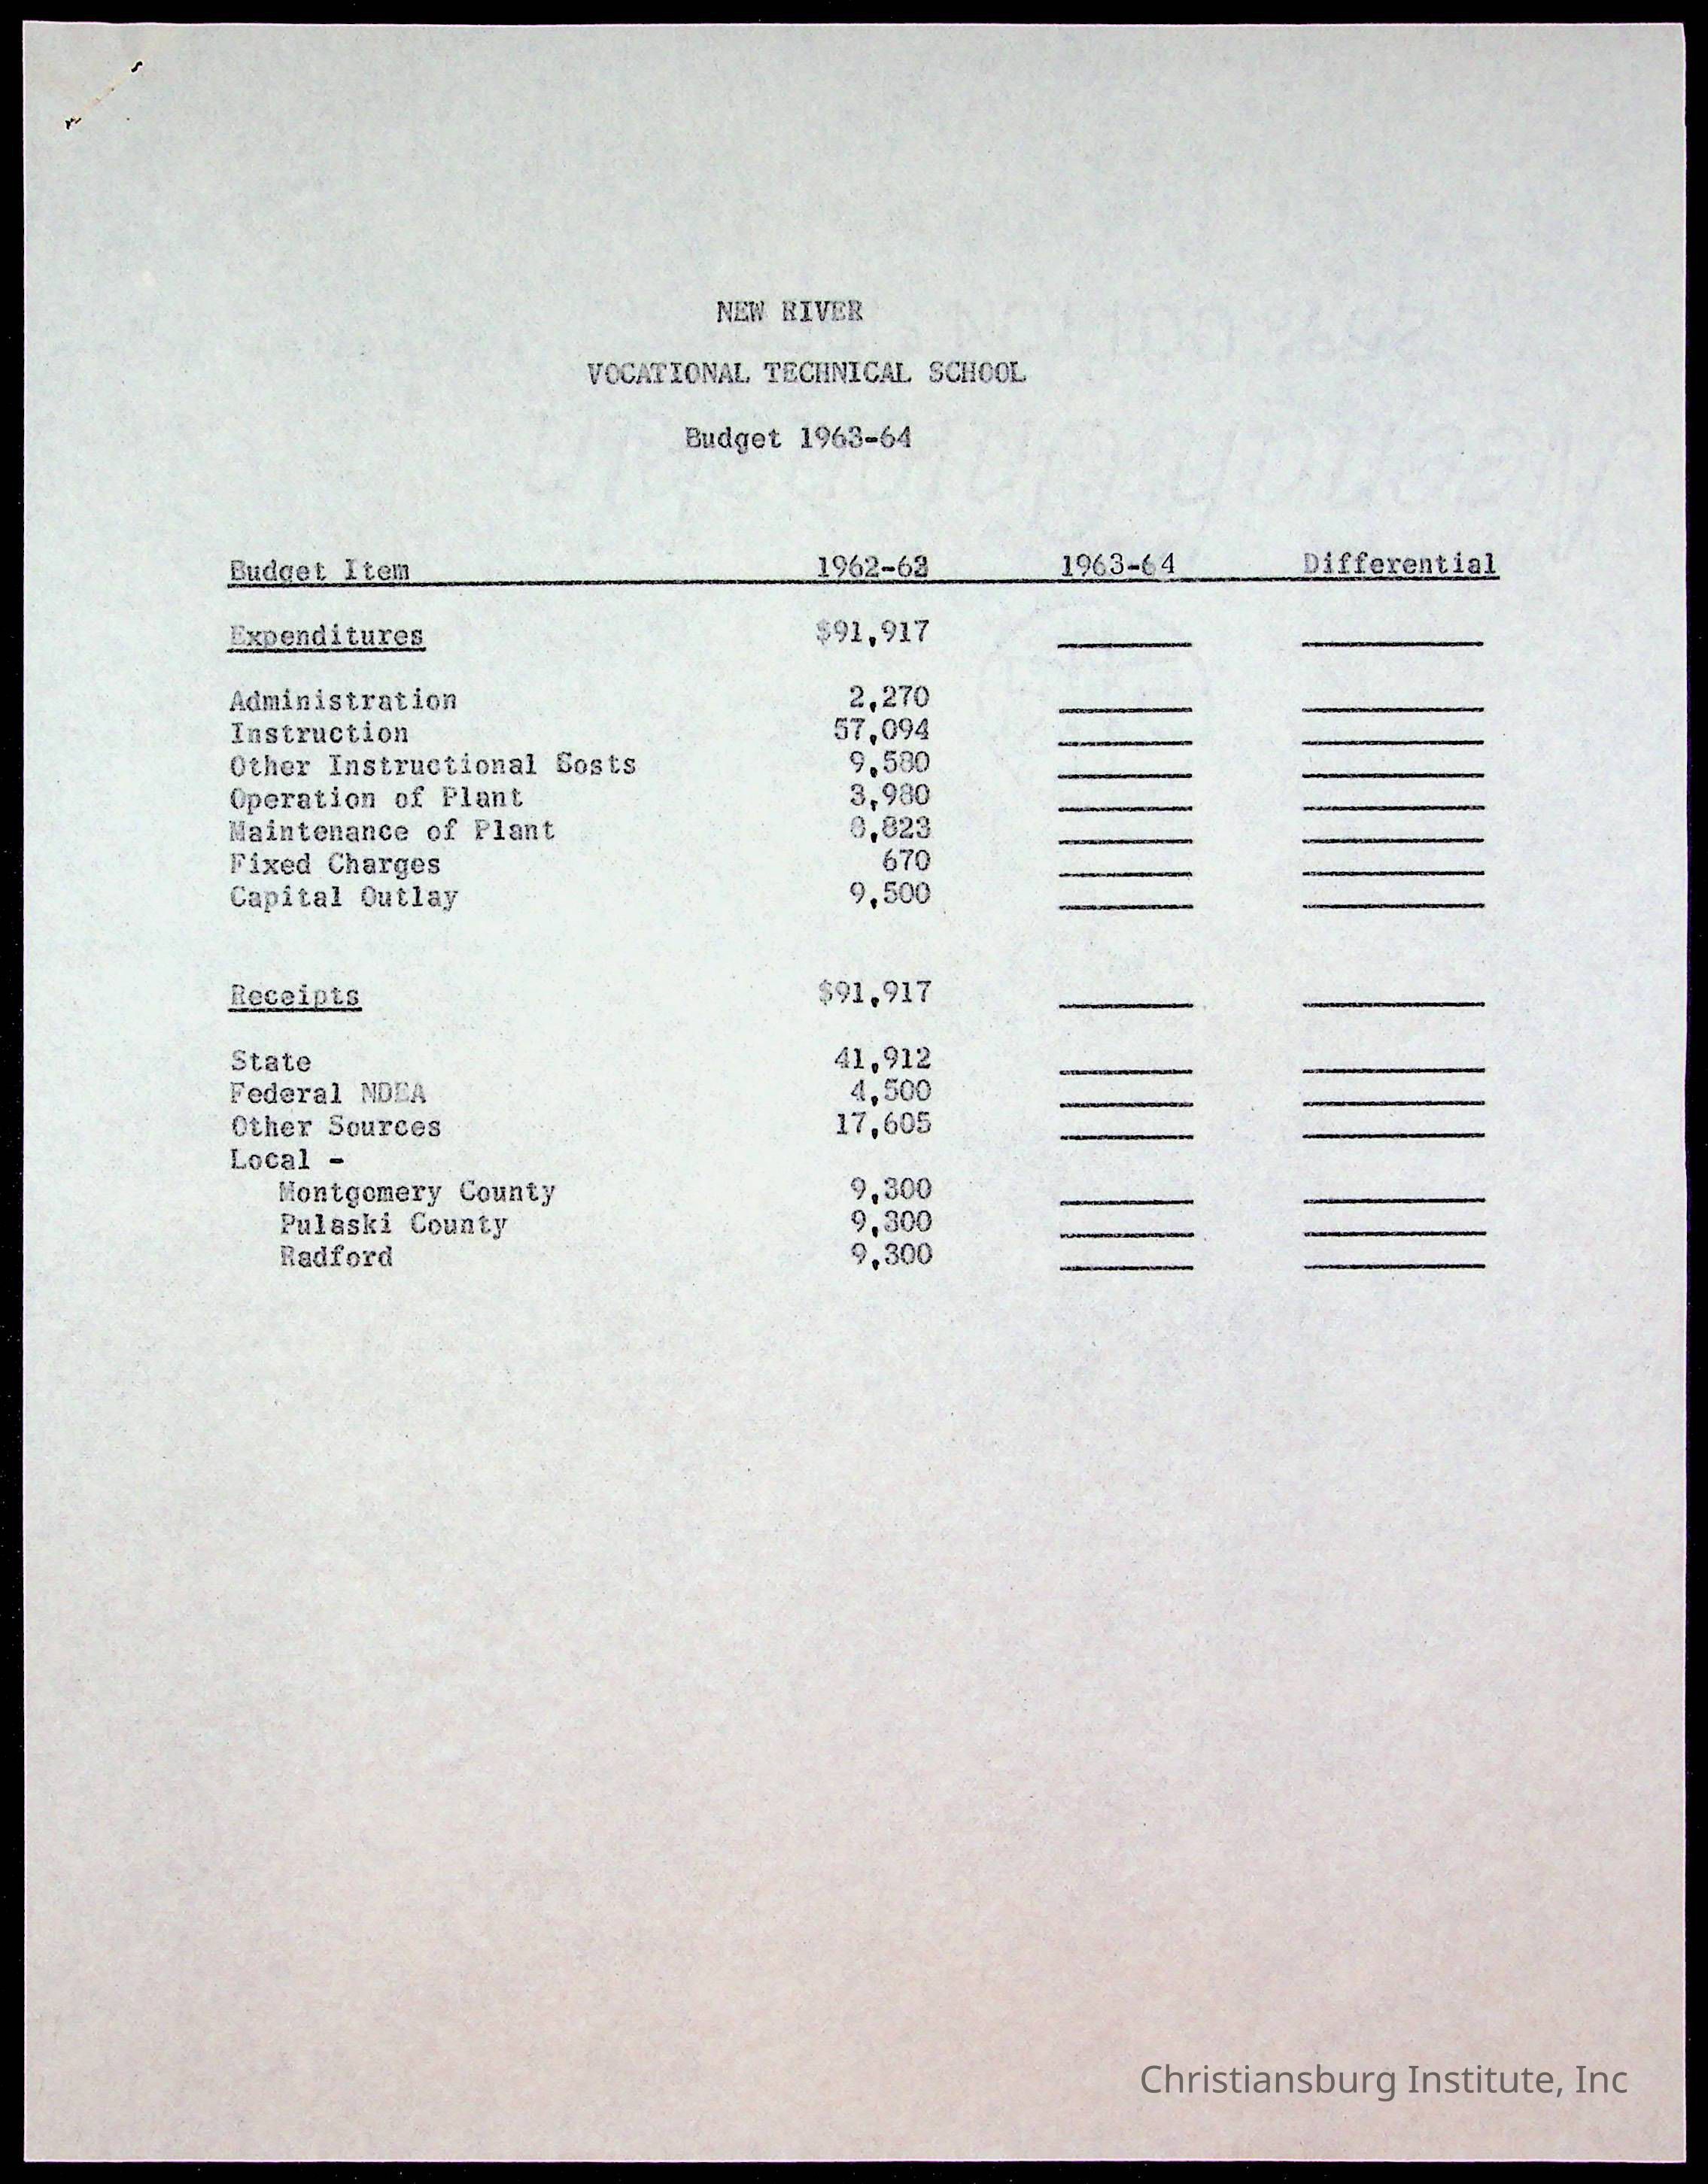 NEW RIVER
VOCATIONAL TECHNICAL SCHOOL
Budget 1963-64
Budget Item 1962-63 1963-64 Differential
Expenditures $91,917
Administration 2,270
Instruction 57,094
Other Instructional Costs 9,580
Operation of Plant 3,980
Maintenance of Plant 8,823
Fixed Charges 670
Capital Outlay 9,500
Receipts $91,917
State 41,912
Federal NDEA 4,500
Other Sources 17,605
Local -
Montgomery County 9,300
Pulaski County 9,300
Radford 9,300
Christiansburg Institute, Inc